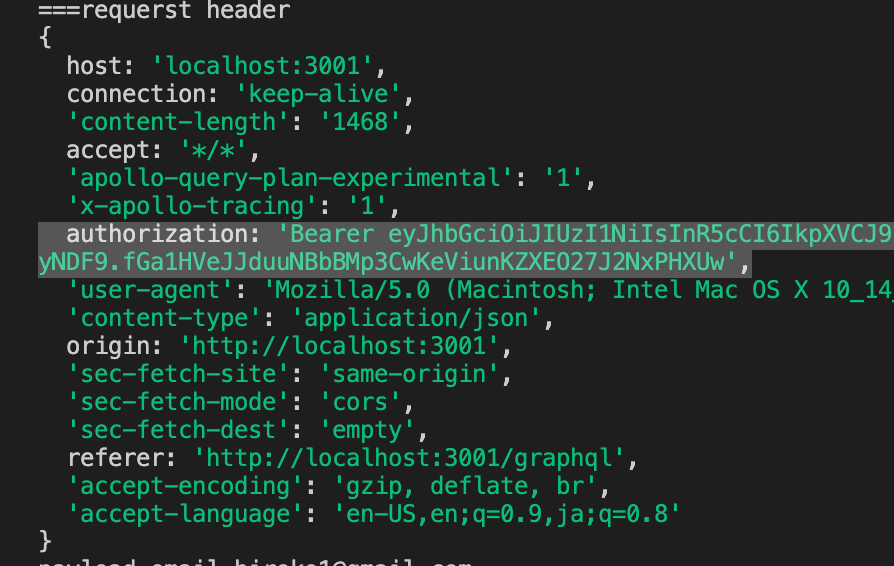 ===requerst header
{
host: 'localhost:3001',
connection: 'keep-alive',
'content-length': '1468',
accept: '*/*',
'apollo-query-plan-experimental': '1',
'x-apollo-tracing': '1',
authorization: 'Bearer eyJhbGciOiJIUzI1NiIsInR5cCI6IkpXVCJ9
yNDF9.fGa1HVeJJduuNBbBMp3CwKeViunKZXEO27J2NxPHXUw',
'user-agent': 'Mozilla/5.0 (Macintosh; Intel Mac OS X 10_14_
'content-type': 'application/json',
origin: 'http://localhost:3001',
'sec-fetch-site': 'same-origin',
'sec-fetch-mode': 'cors',
'sec-fetch-dest': 'empty',
referer: 'http://localhost:3001/graphql',
'accept-encoding': 'gzip, deflate, br',
'accept-language': 'en-US,en;q=0.9,ja;q=0.8'
}